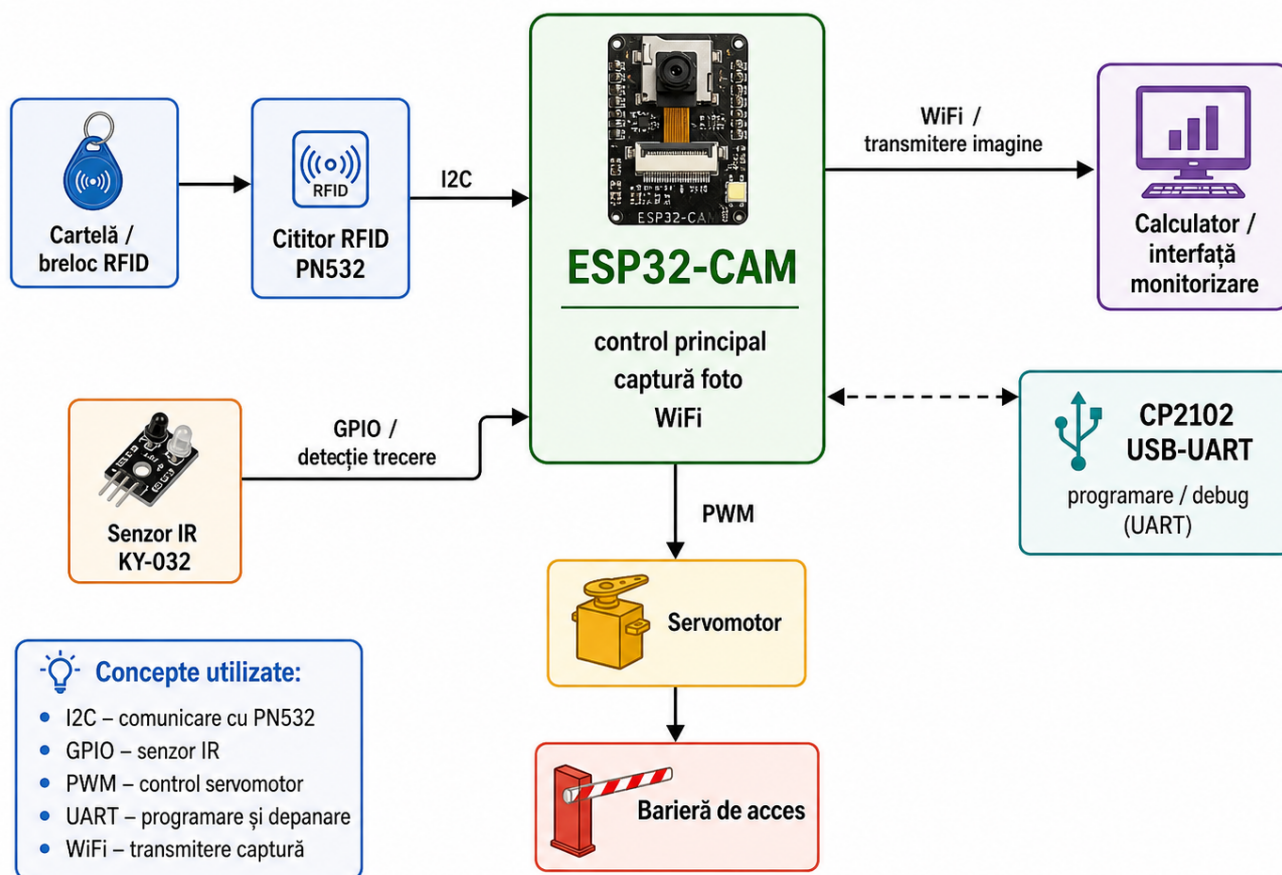 Cartelă /
breloc RFID
RFID
Cititor RFID
PN532
I2C
ESP32-CAM
ESP32-CAM
control principal
captură foto
WiFi
WiFi /
transmitere imagine
Calculator /
interfață
monitorizare
Senzor IR
KY-032
GPIO /
detecție trecere
CP2102
USB-UART
programare / debug
(UART)
PWM
Servomotor
Barieră de acces
Concepte utilizate:
• I2C – comunicare cu PN532
• GPIO – senzor IR
• PWM – control servomotor
• UART – programare și depanare
• WiFi – transmitere captură